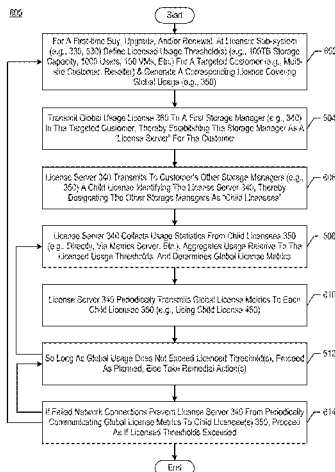 600
Start
For A First-time Buy, Upgrade, And/or Renewal, At License Sub-system
(e.g., 230, 530) Define Licensed Usage Threshold(s) (e.g., 100TB Storage
Capacity, 1000 Users, 100 VMs, Etc.) For A Targeted Customer (e.g., Multi-
site Customer, Reseller) & Generate A Corresponding License Covering
Global Usage (e.g., 350)
602
Transmit Global Usage License 350 To A First Storage Manager (e.g., 340)
In The Targeted Customer, Thereby Establishing The Storage Manager As A
"License Server" For The Customer
604
License Server 340 Transmits To Customer's Other Storage Managers (e.g.,
350) A Child License Identifying The License Server 340, Thereby
Designating The Other Storage Managers As "Child Licensees"
606
License Server 340 Collects Usage Statistics From Child Licensees 350
(e.g., Directly, Via Metrics Server, Etc.), Aggregates Usage Relative To The
Licensed Usage Thresholds, And Determines Global License Metrics
608
License Server 340 Periodically Transmits Global License Metrics To Each
Child Licensee 350 (e.g., Using Child License 450)
610
So Long As Global Usage Does Not Exceed Licensed Threshold(s), Proceed
As Planned, Else Take Remedial Action(s)
612
If Failed Network Connections Prevent License Server 340 From Periodically
Communicating Global License Metrics To Child Licensee(s) 350, Proceed
As If Licensed Thresholds Exceeded
614
End